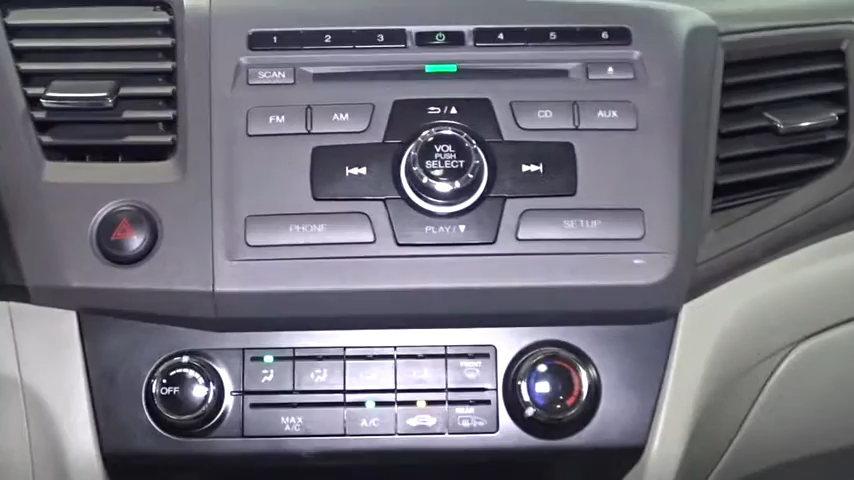 1 2 3 4 5 6
SCAN
FM AM CD AUX
VOL
PUSH
SELECT
PHONE PLAY/ SETUP
OFF
FRONT
MAX
A/C A/C REAR